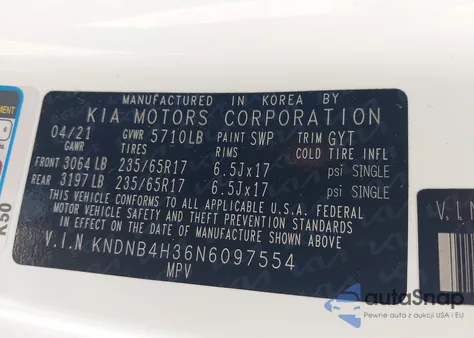 MANUFACTURED IN KOREA BY
KIA MOTORS CORPORATION
04/21 GVWR 5710LB PAINT SWP TRIM GYT
GAWR TIRES RIMS COLD TIRE INFL
FRONT 3064 LB 235/65R17 6.5Jx17 psi SINGLE
REAR 3197 LB 235/65R17 6.5Jx17 psi SINGLE
THIS VEHICLE CONFORMS TO ALL APPLICABLE U.S.A. FEDERAL
MOTOR VEHICLE SAFETY AND THEFT PREVENTION STANDARDS
IN EFFECT ON THE DATE OF MANUFACTURE SHOWN ABOVE
V.I.N KNDNB4H36N6097554
MPV
V.I.N
K50
autoSnap
Pewne auta z aukcji USA i EU